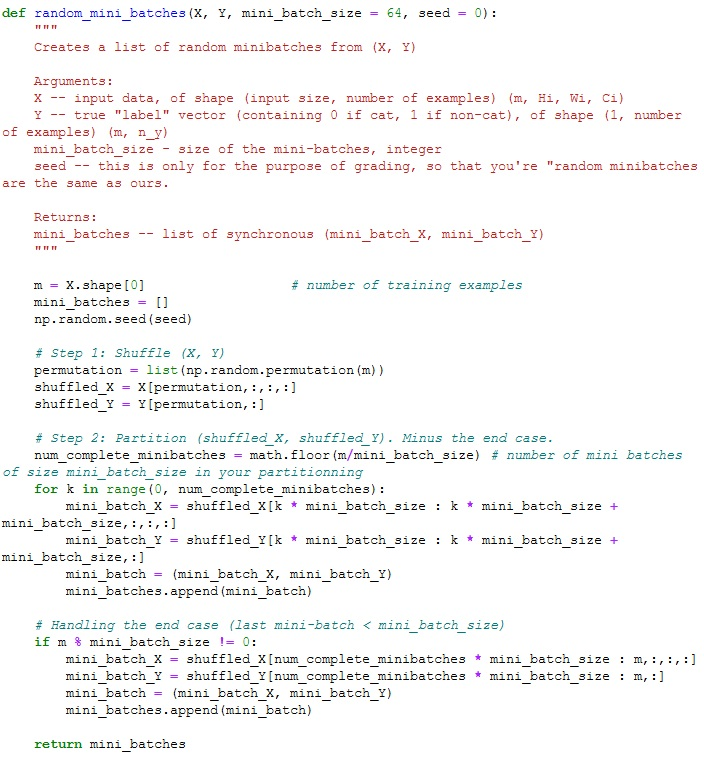 def random_mini_batches(X, Y, mini_batch_size = 64, seed = 0):
    """
    Creates a list of random minibatches from (X, Y)

    Arguments:
    X -- input data, of shape (input size, number of examples) (m, Hi, Wi, Ci)
    Y -- true "label" vector (containing 0 if cat, 1 if non-cat), of shape (1, number
of examples) (m, n_y)
    mini_batch_size - size of the mini-batches, integer
    seed -- this is only for the purpose of grading, so that you're "random minibatches
are the same as ours.

    Returns:
    mini_batches -- list of synchronous (mini_batch_X, mini_batch_Y)
    """

    m = X.shape[0]                   # number of training examples
    mini_batches = []
    np.random.seed(seed)

    # Step 1: Shuffle (X, Y)
    permutation = list(np.random.permutation(m))
    shuffled_X = X[permutation,:,:,:]
    shuffled_Y = Y[permutation,:]

    # Step 2: Partition (shuffled_X, shuffled_Y). Minus the end case.
    num_complete_minibatches = math.floor(m/mini_batch_size) # number of mini batches
of size mini_batch_size in your partitionning
    for k in range(0, num_complete_minibatches):
        mini_batch_X = shuffled_X[k * mini_batch_size : k * mini_batch_size +
mini_batch_size,:,:,:]
        mini_batch_Y = shuffled_Y[k * mini_batch_size : k * mini_batch_size +
mini_batch_size,:]
        mini_batch = (mini_batch_X, mini_batch_Y)
        mini_batches.append(mini_batch)

    # Handling the end case (last mini-batch < mini_batch_size)
    if m % mini_batch_size != 0:
        mini_batch_X = shuffled_X[num_complete_minibatches * mini_batch_size : m,:,:,:]
        mini_batch_Y = shuffled_Y[num_complete_minibatches * mini_batch_size : m,:]
        mini_batch = (mini_batch_X, mini_batch_Y)
        mini_batches.append(mini_batch)

    return mini_batches